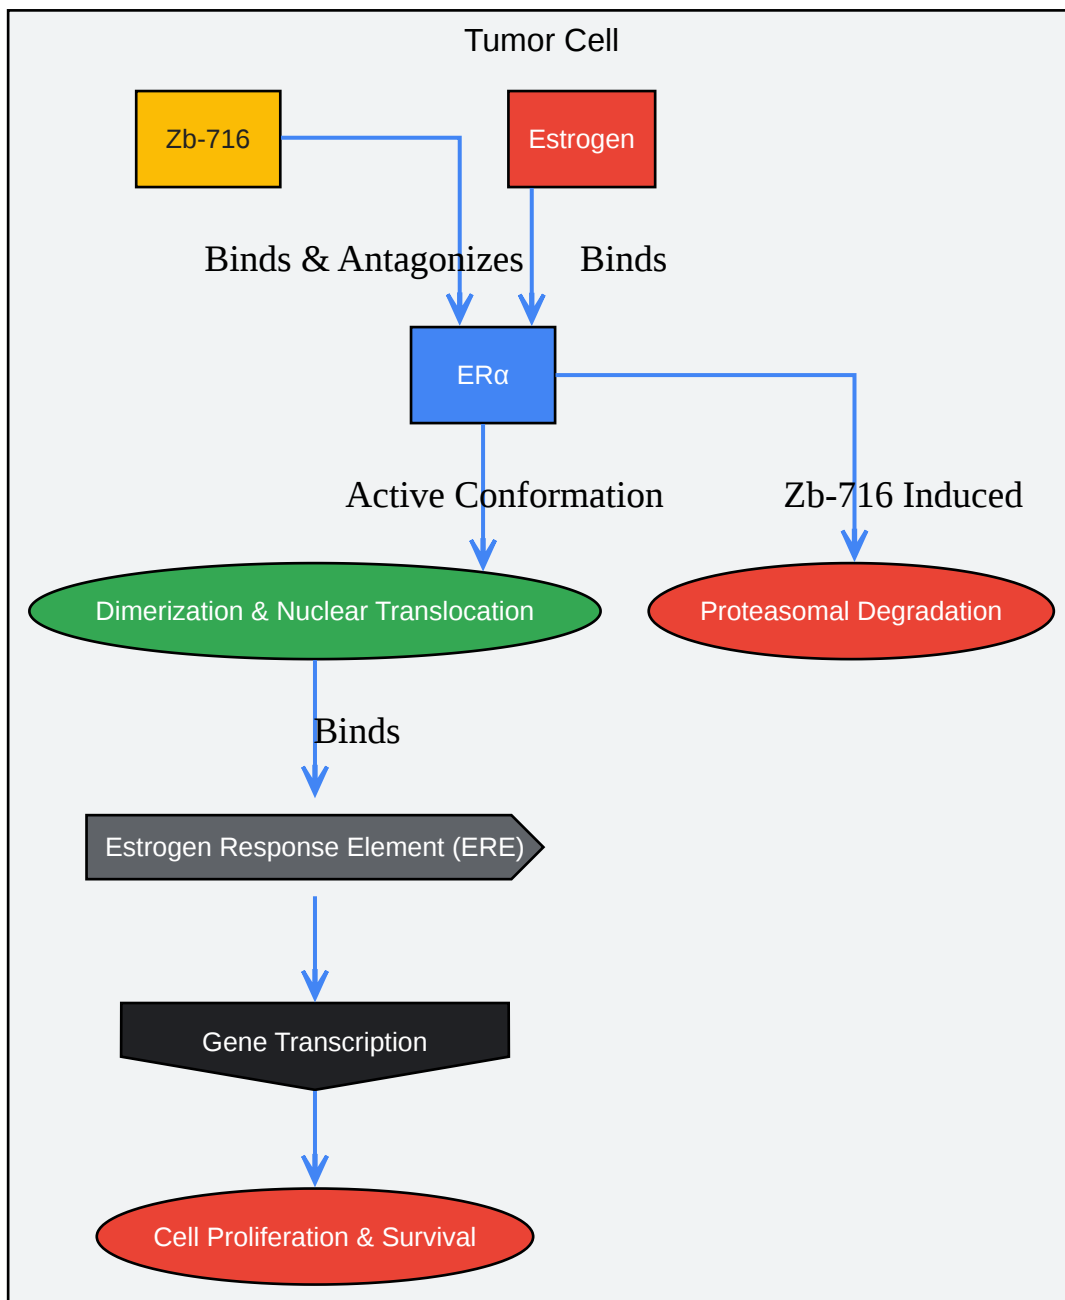 Tumor Cell
Zb-716
Estrogen
Binds & Antagonizes
Binds
ERα
Active Conformation
Zb-716 Induced
Dimerization & Nuclear Translocation
Proteasomal Degradation
Binds
Estrogen Response Element (ERE)
Gene Transcription
Cell Proliferation & Survival